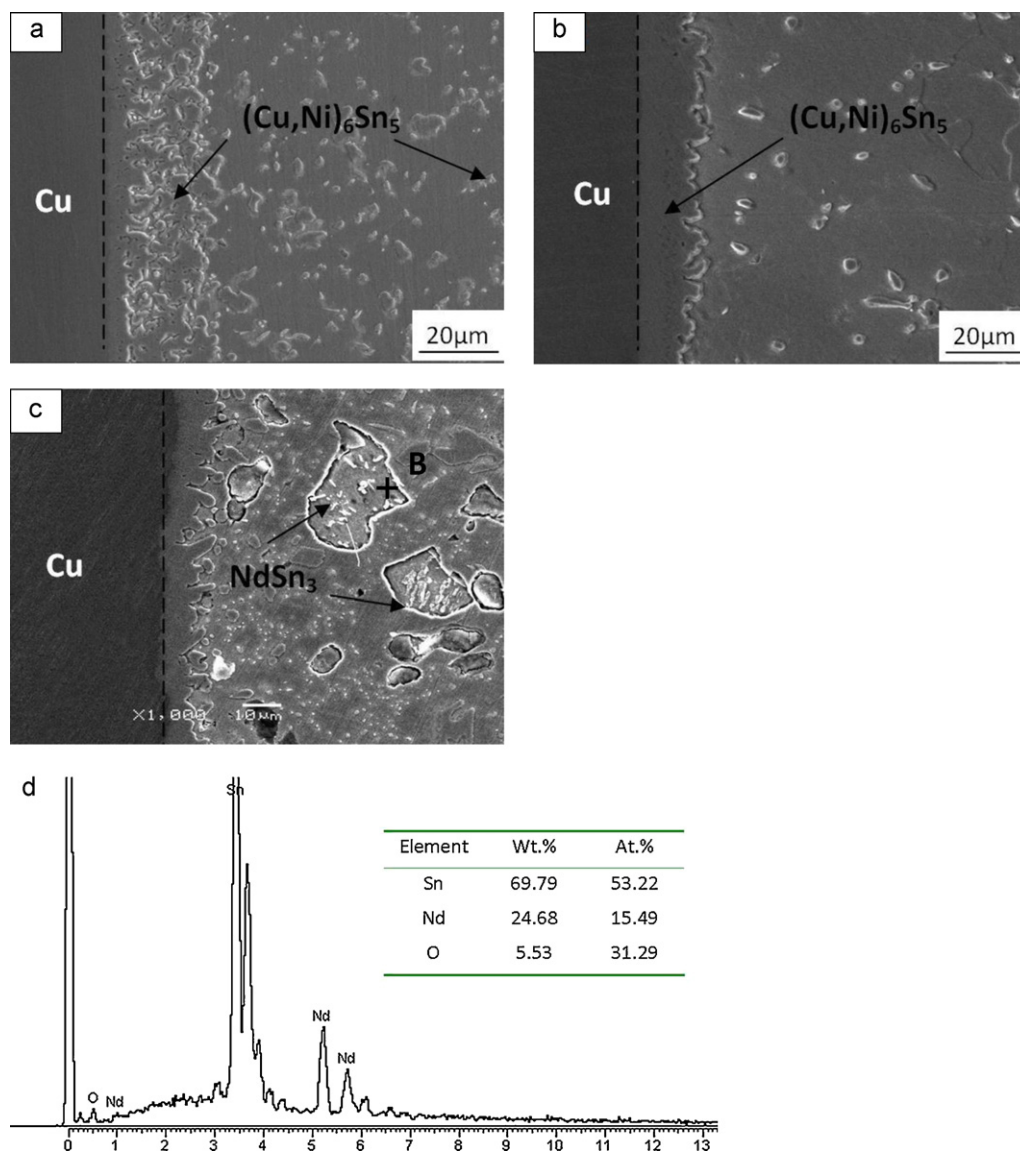 a
(Cu,Ni)₆Sn₅
Cu
20μm
b
(Cu,Ni)₆Sn₅
Cu
20μm
c
B
Cu
NdSn₃
X1,000 10μm
d
Sn
Element Wt.% At.%
Sn 69.79 53.22
Nd 24.68 15.49
O 5.53 31.29
Nd
Nd
O
Nd
0 1 2 3 4 5 6 7 8 9 10 11 12 13